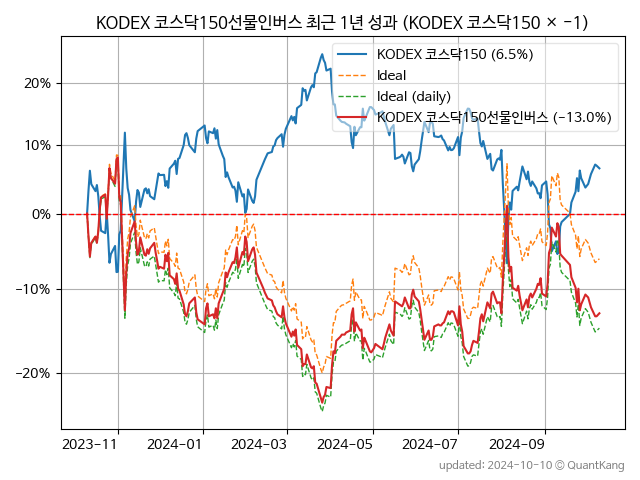 KODEX 코스닥150선물인버스 최근 1년 성과 (KODEX 코스닥150 × −1)
KODEX 코스닥150 (6.5%)
Ideal
Ideal (daily)
KODEX 코스닥150선물인버스 (−13.0%)
20%
10%
0%
−10%
−20%
2023-11
2024-01
2024-03
2024-05
2024-07
2024-09
updated: 2024-10-10 © QuantKang